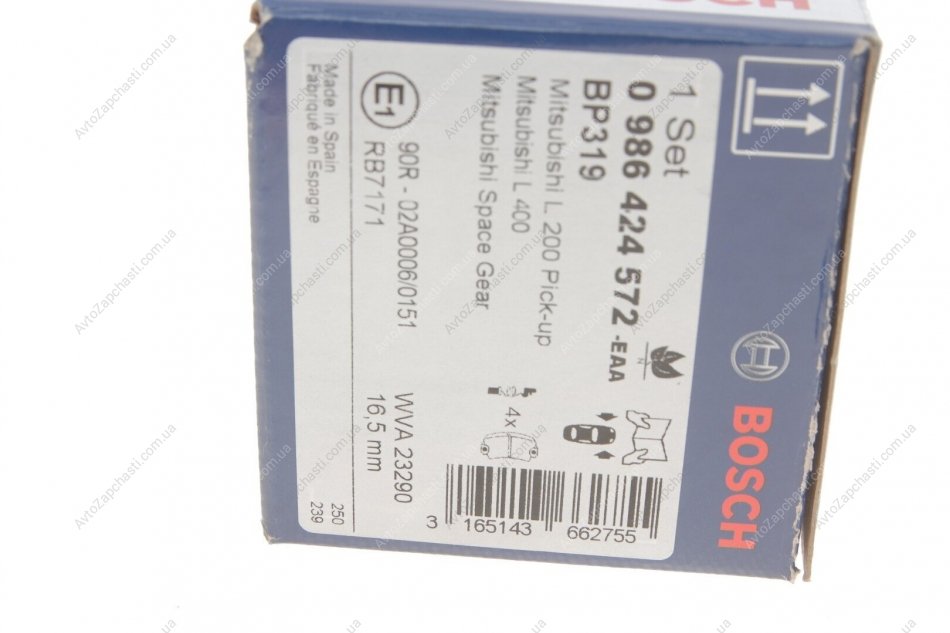 BOSCH
1 Set
0 986 424 572 -EAA
BP319
Mitsubishi L 200 Pick-up
Mitsubishi L 400
Mitsubishi Space Gear
4x
N
E1
90R - 02A0006/0151
RB7171
WVA 23290
16,5 mm
Made in Spain
Fabriqué en Espagne
250
239
3 165143 662755
BOSCH
AvtoZapchasti.com.ua